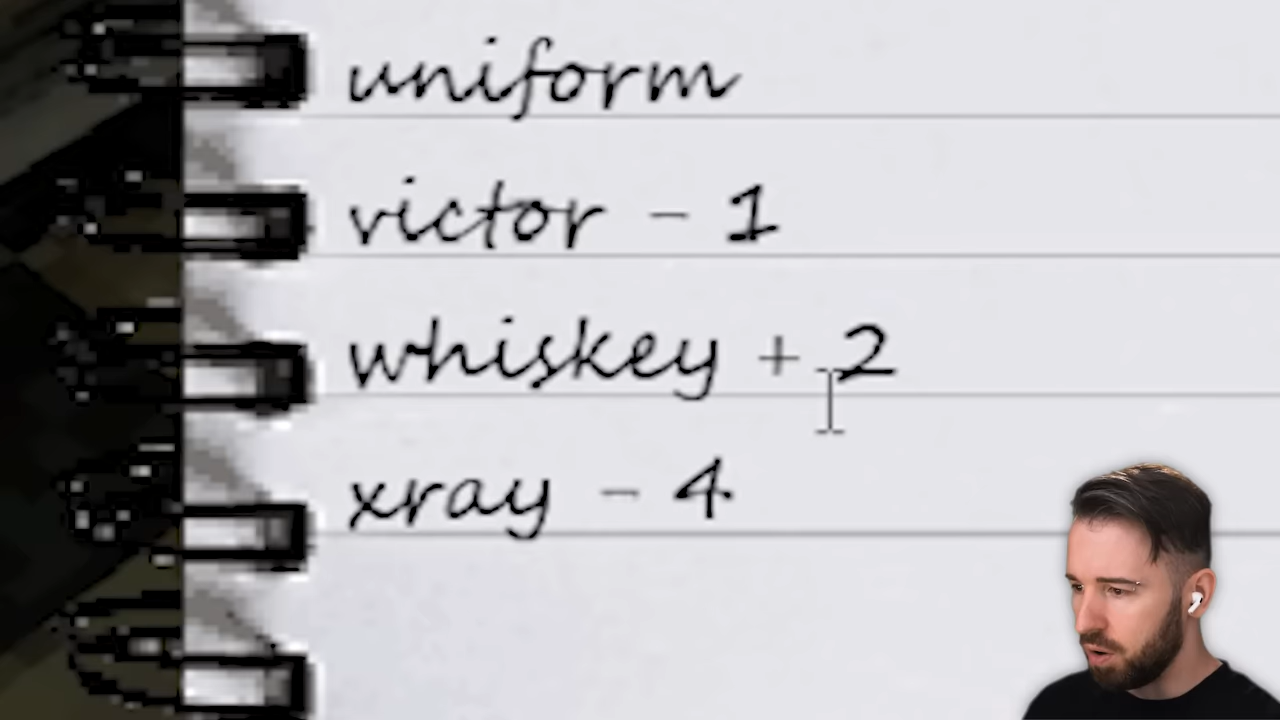 uniform
victor - 1
whiskey + 2
xray - 4